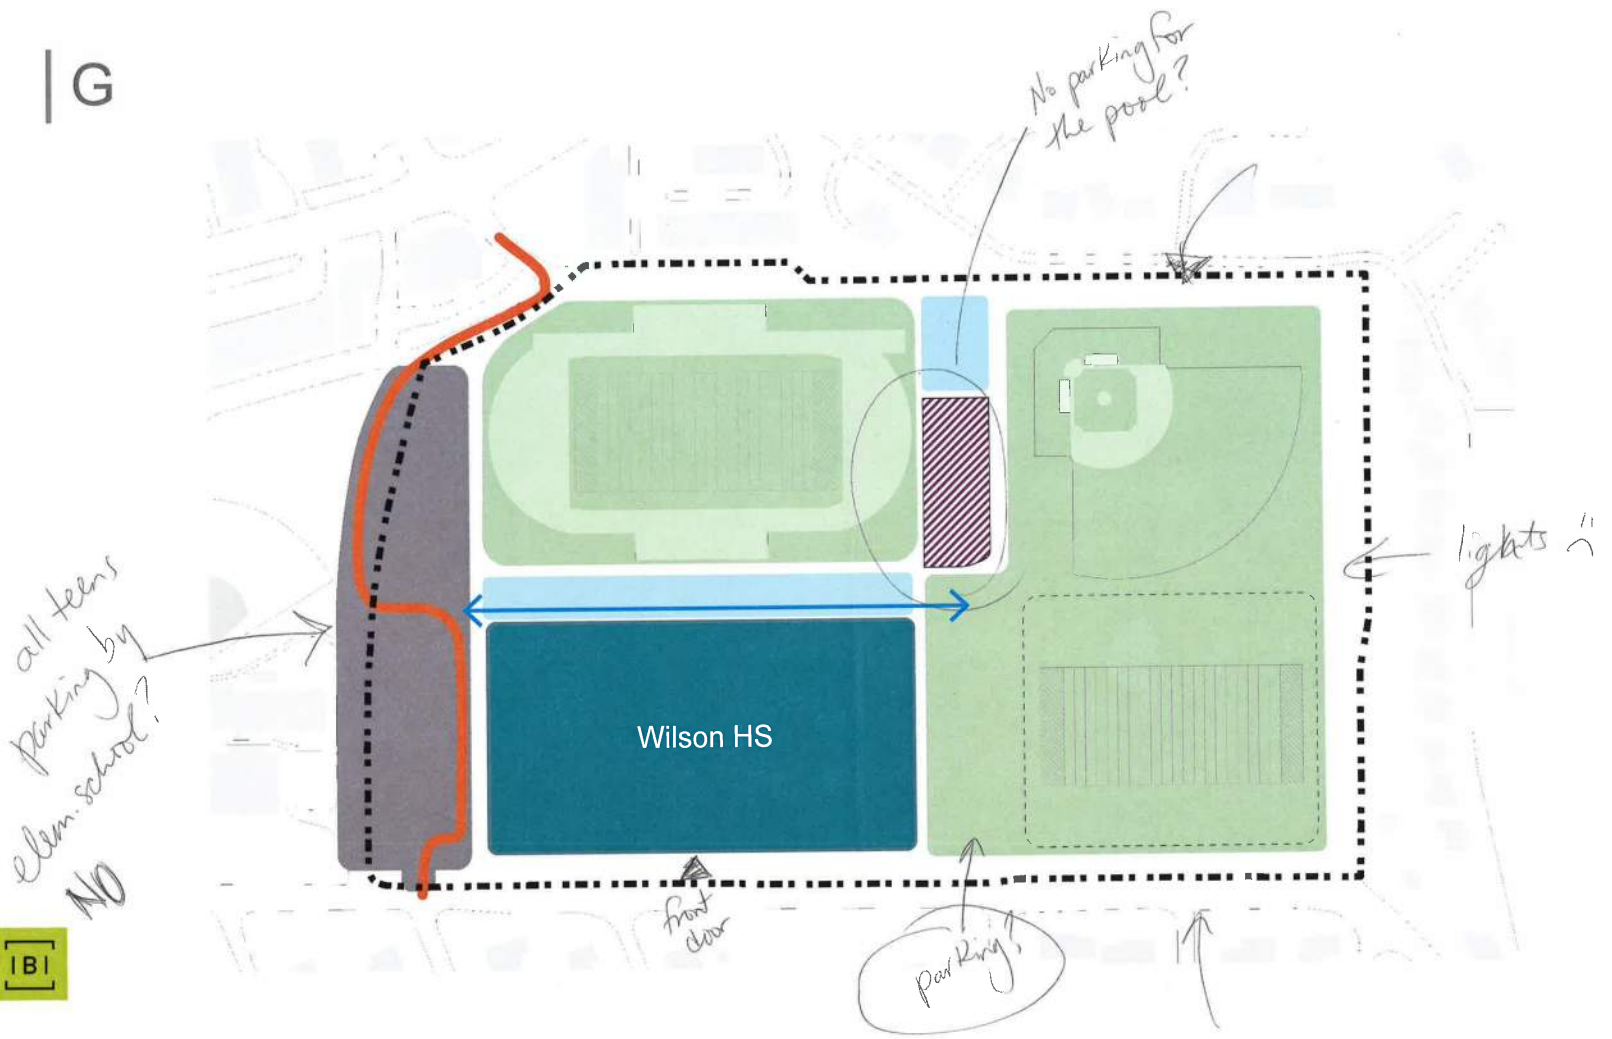 G
No parking for
the pool?
lights
all teens
parking by
elem. school?
NO
Wilson HS
front
door
parking?
IBI